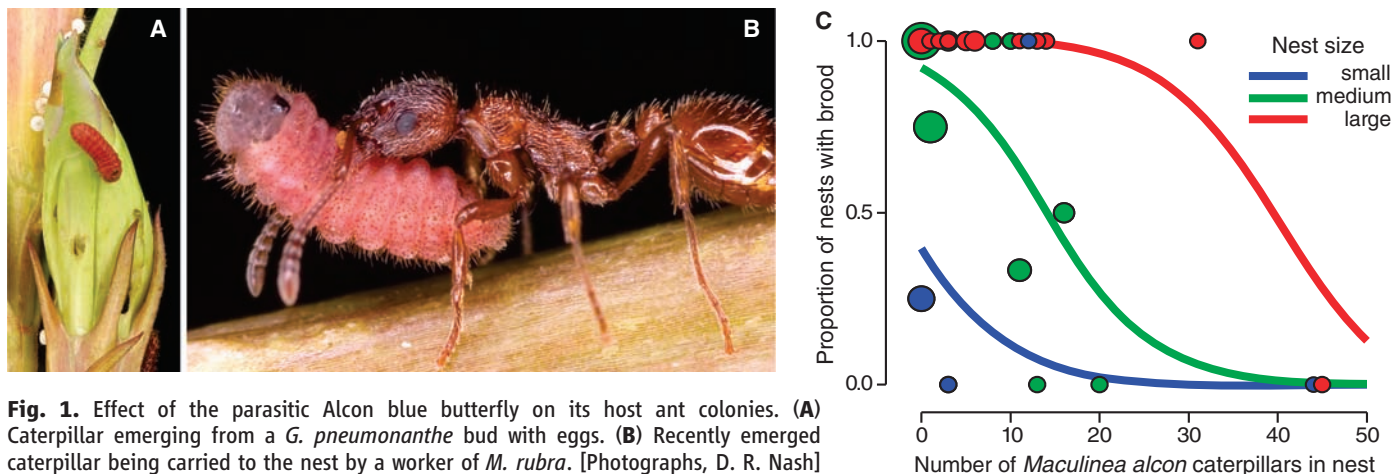 A
B
C
1.0
0.5
0.0
Proportion of nests with brood
Nest size
small
medium
large
0 10 20 30 40 50
Number of Maculinea alcon caterpillars in nest
Fig. 1. Effect of the parasitic Alcon blue butterfly on its host ant colonies. (A)
Caterpillar emerging from a G. pneumonanthe bud with eggs. (B) Recently emerged
caterpillar being carried to the nest by a worker of M. rubra. [Photographs, D. R. Nash]